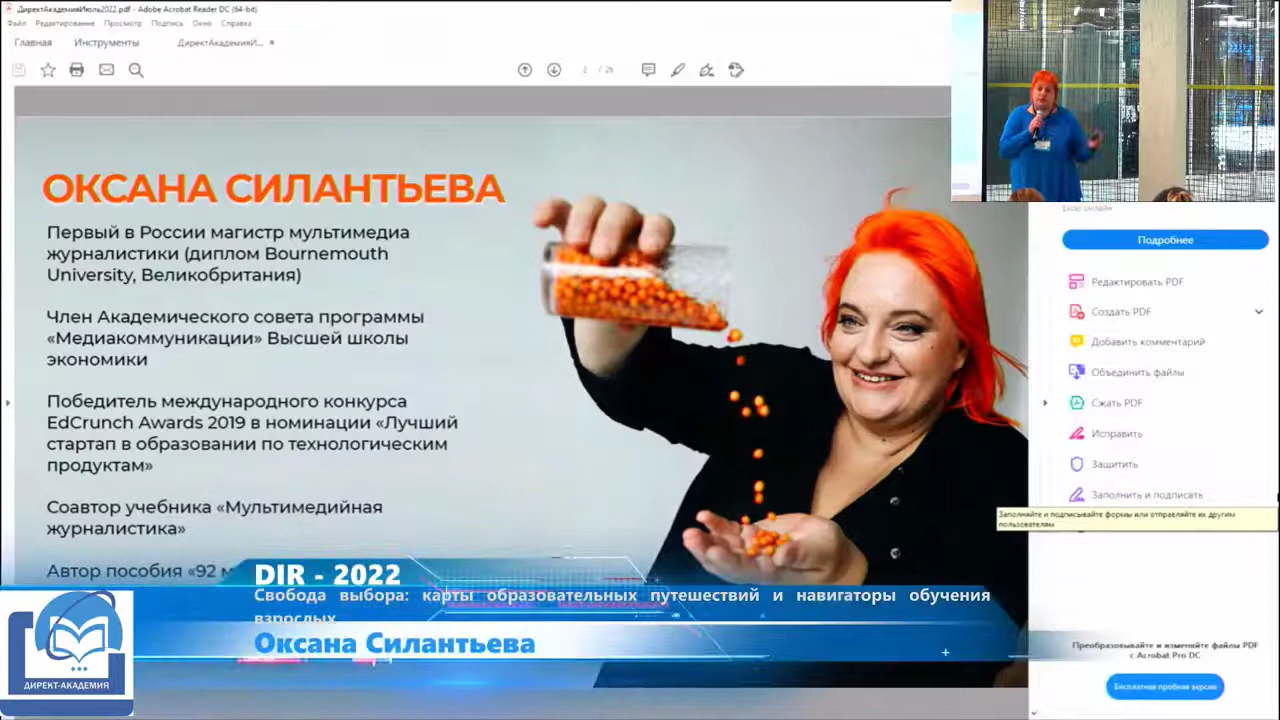 ДиректАкадемияИюль2022.pdf - Adobe Acrobat Reader DC (64-bit)
Файл Редактирование Просмотр Подпись Окно Справка
Главная Инструменты ДиректАкадемияИ... ×
2 / 25
ОКСАНА СИЛАНТЬЕВА
Первый в России магистр мультимедиа
журналистики (диплом Bournemouth
University, Великобритания)
Член Академического совета программы
«Медиакоммуникации» Высшей школы
экономики
Победитель международного конкурса
EdCrunch Awards 2019 в номинации «Лучший
стартап в образовании по технологическим
продуктам»
Соавтор учебника «Мультимедийная
журналистика»
Автор пособия «92
Excel онлайн
Подробнее
Редактировать PDF
Создать PDF
Добавить комментарий
Объединить файлы
Сжать PDF
Исправить
Защитить
Заполнить и подписать
Заполняйте и подписывайте формы или отправляйте их другим
пользователям
Преобразовывайте и изменяйте файлы PDF
с Acrobat Pro DC
Бесплатная пробная версия
DIR - 2022
Свобода выбора: карты образовательных путешествий и навигаторы обучения
взрослых
Оксана Силантьева
ДИРЕКТ-АКАДЕМИЯ